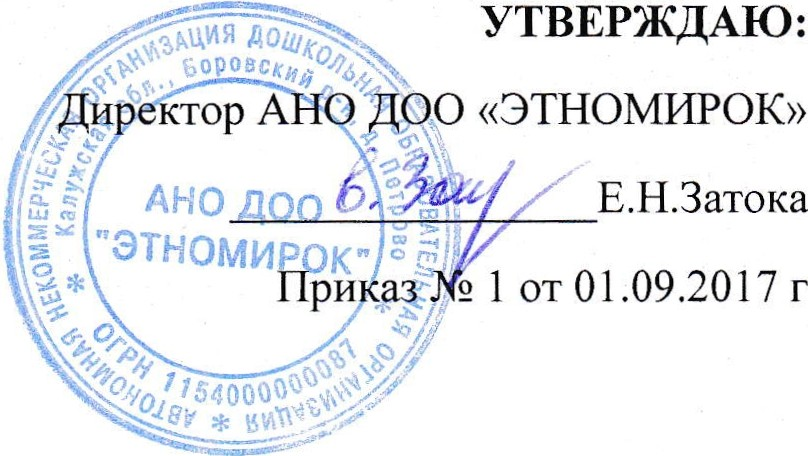 УТВЕРЖДАЮ:
Директор АНО ДОО «ЭТНОМИРОК»
Е.Н.Затока
Приказ № 1 от 01.09.2017 г
АВТОНОМНАЯ НЕКОММЕРЧЕСКАЯ ОРГАНИЗАЦИЯ ДОШКОЛЬНАЯ ОБРАЗОВАТЕЛЬНАЯ ОРГАНИЗАЦИЯ
Калужская обл., Боровский р-н, д. Петрово
АНО ДОО
"ЭТНОМИРОК"
ОГРН 1154000000087